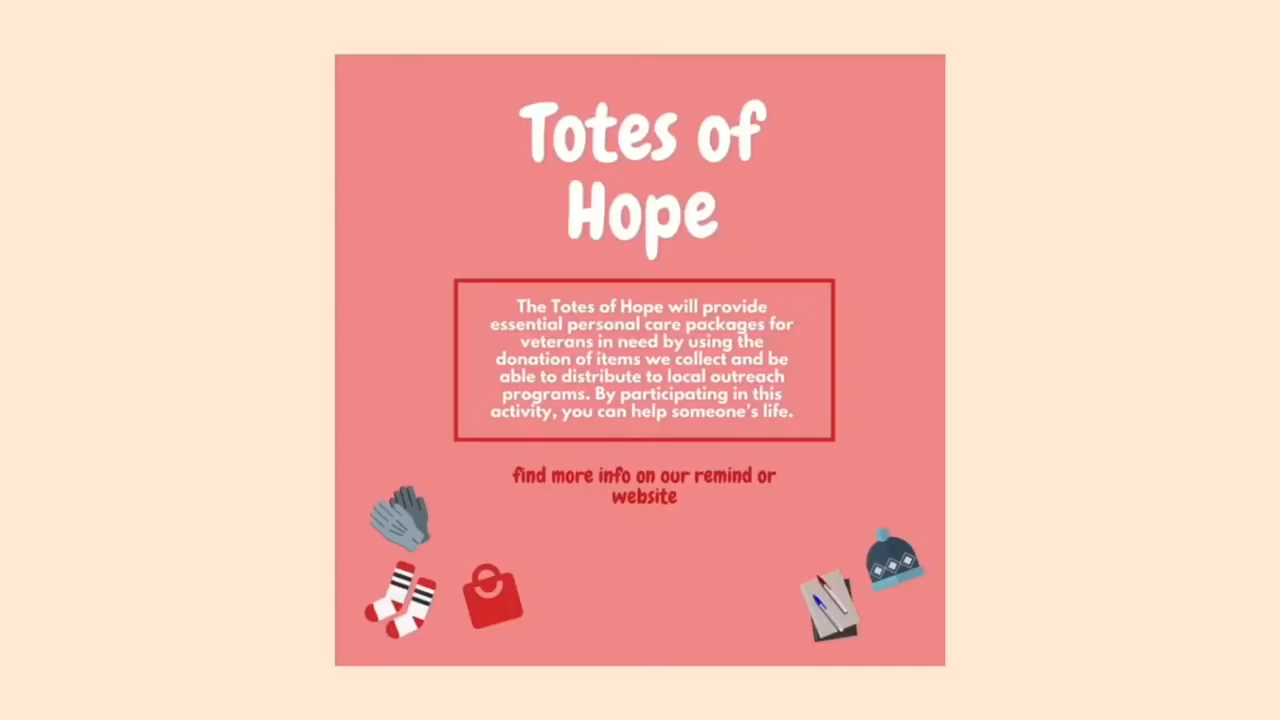 Totes of
Hope
The Totes of Hope will provide
essential personal care packages for
veterans in need by using the
donation of items we collect and be
able to distribute to local outreach
programs. By participating in this
activity, you can help someone's life.
find more info on our remind or
website